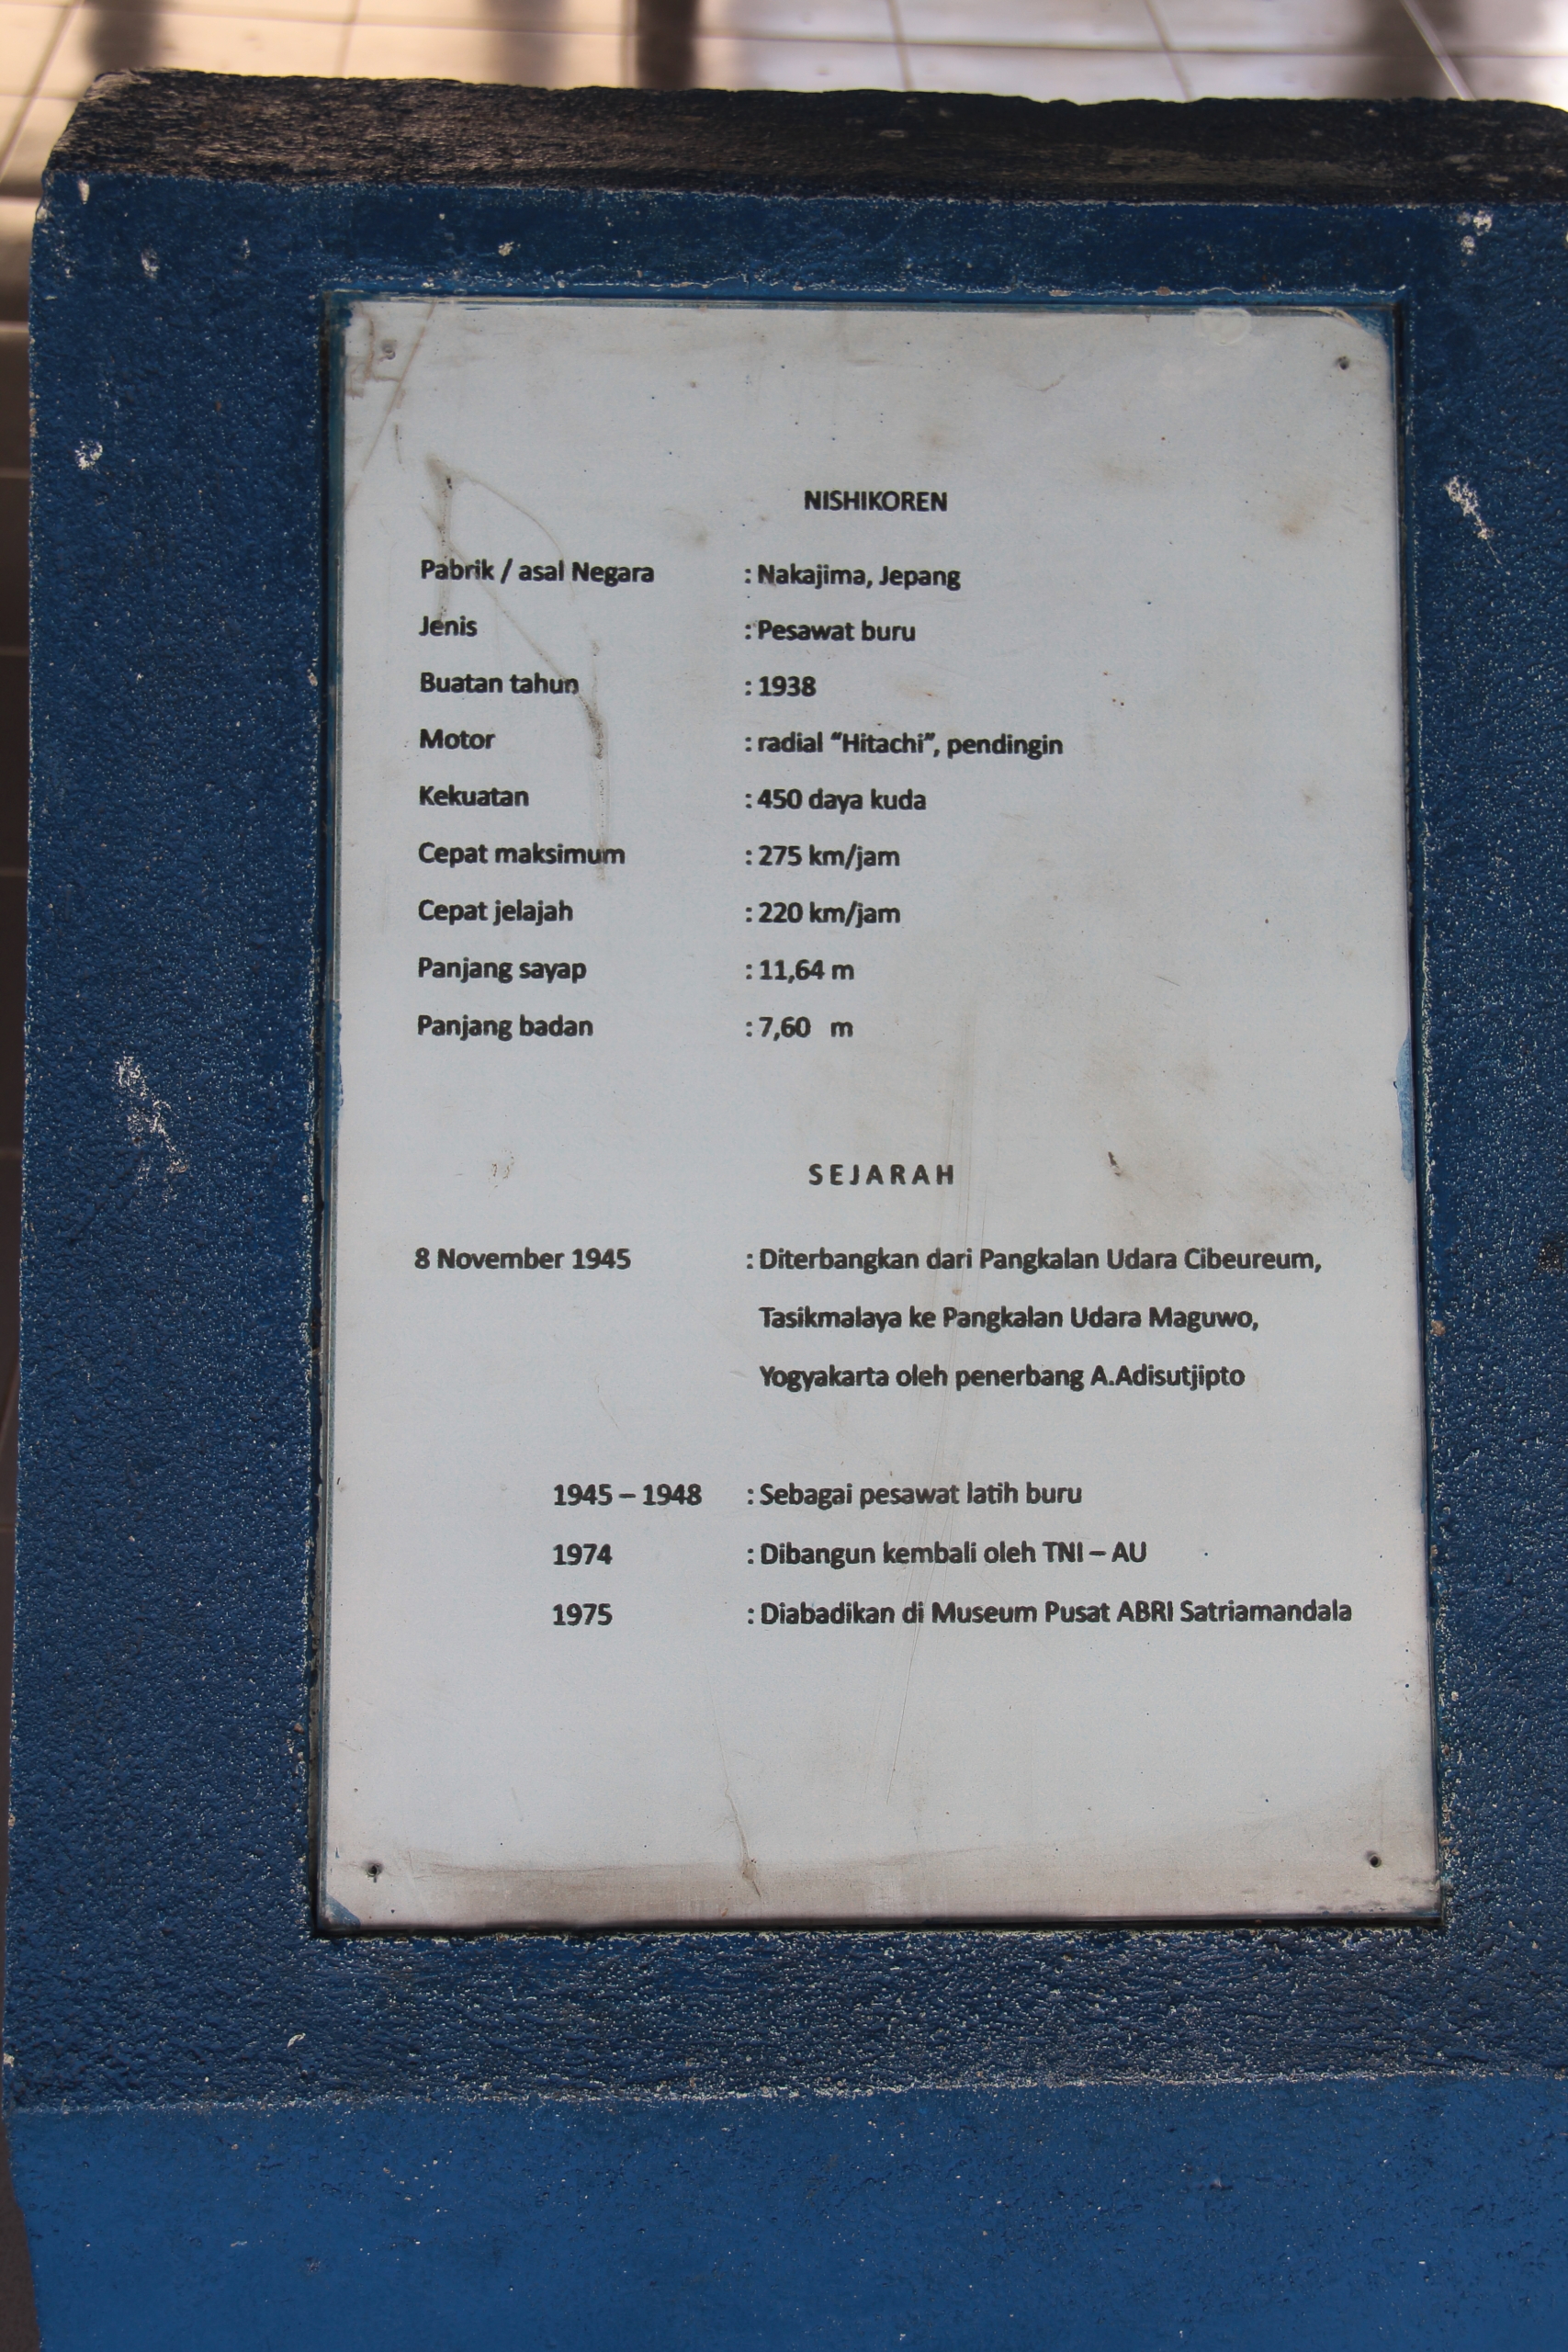 NISHIKOREN
Pabrik / asal Negara : Nakajima, Jepang
Jenis : Pesawat buru
Buatan tahun : 1938
Motor : radial “Hitachi”, pendingin
Kekuatan : 450 daya kuda
Cepat maksimum : 275 km/jam
Cepat jelajah : 220 km/jam
Panjang sayap : 11,64 m
Panjang badan : 7,60 m
SEJARAH
8 November 1945 : Diterbangkan dari Pangkalan Udara Cibeureum,
Tasikmalaya ke Pangkalan Udara Maguwo,
Yogyakarta oleh penerbang A.Adisutjipto
1945 – 1948 : Sebagai pesawat latih buru
1974 : Dibangun kembali oleh TNI – AU
1975 : Diabadikan di Museum Pusat ABRI Satriamandala